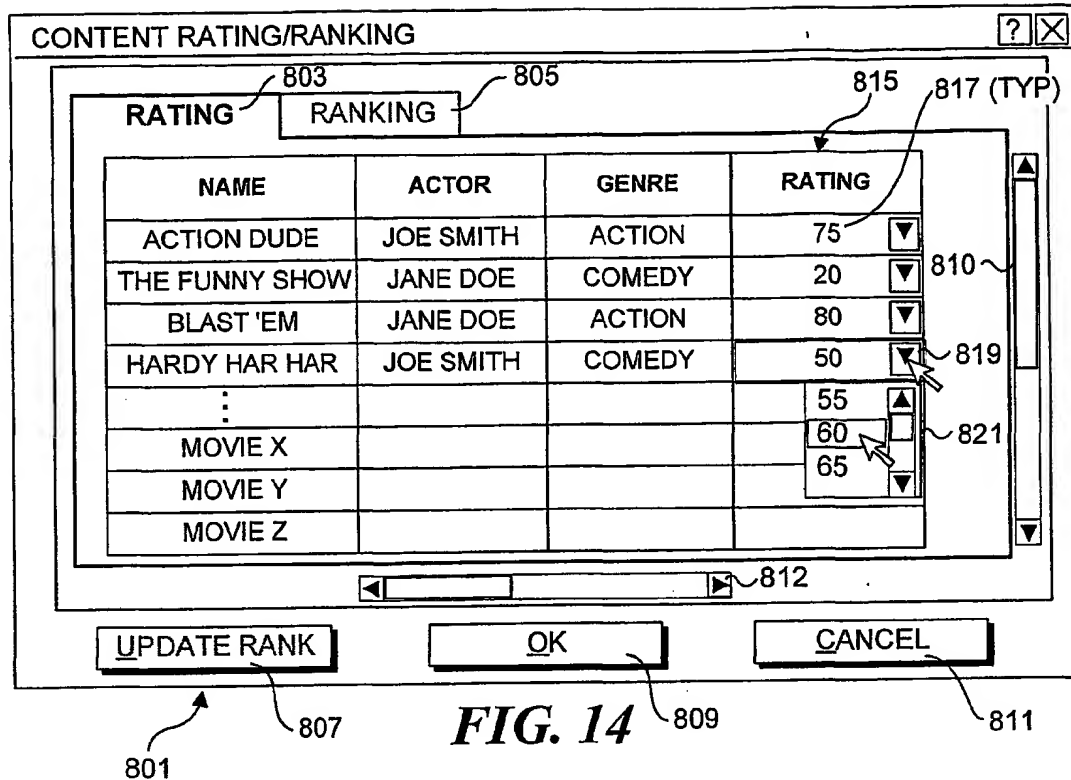 CONTENT RATING/RANKING ?
803 805 815 817 (TYP)
RATING RANKING
NAME ACTOR GENRE RATING
ACTION DUDE JOE SMITH ACTION 75
810
THE FUNNY SHOW JANE DOE COMEDY 20
BLAST 'EM JANE DOE ACTION 80
HARDY HAR HAR JOE SMITH COMEDY 50 819
55
60 821
MOVIE X
65
MOVIE Y
MOVIE Z
812
UPDATE RANK OK CANCEL
807 FIG. 14 809 811
801